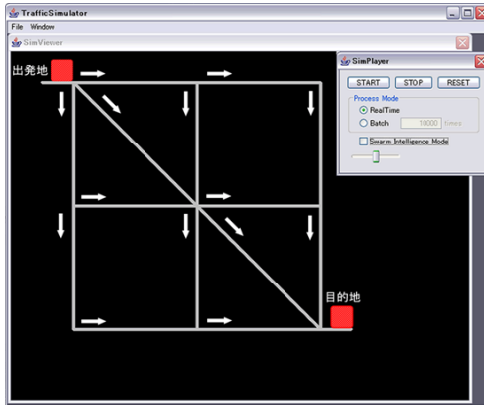 TrafficSimulator
File Window
SimViewer
出発地
目的地
SimPlayer
START STOP RESET
Process Mode
RealTime
Batch 10000 times
Swarm Intelligence Mode